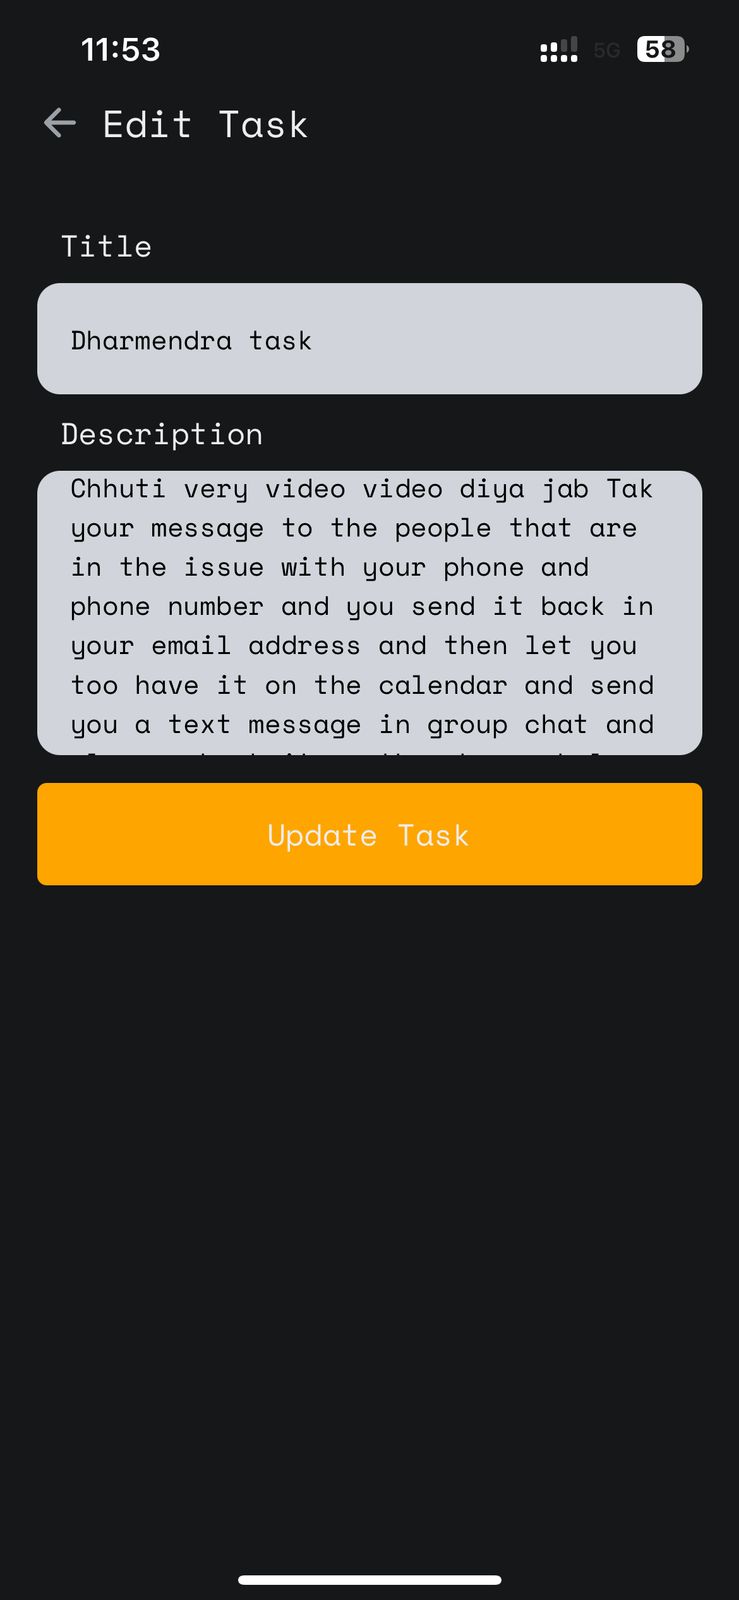 11:53
5G
58
Edit Task
Title
Dharmendra task
Description
Chhuti very video video diya jab Tak
your message to the people that are
in the issue with your phone and
phone number and you send it back in
your email address and then let you
too have it on the calendar and send
you a text message in group chat and
Update Task